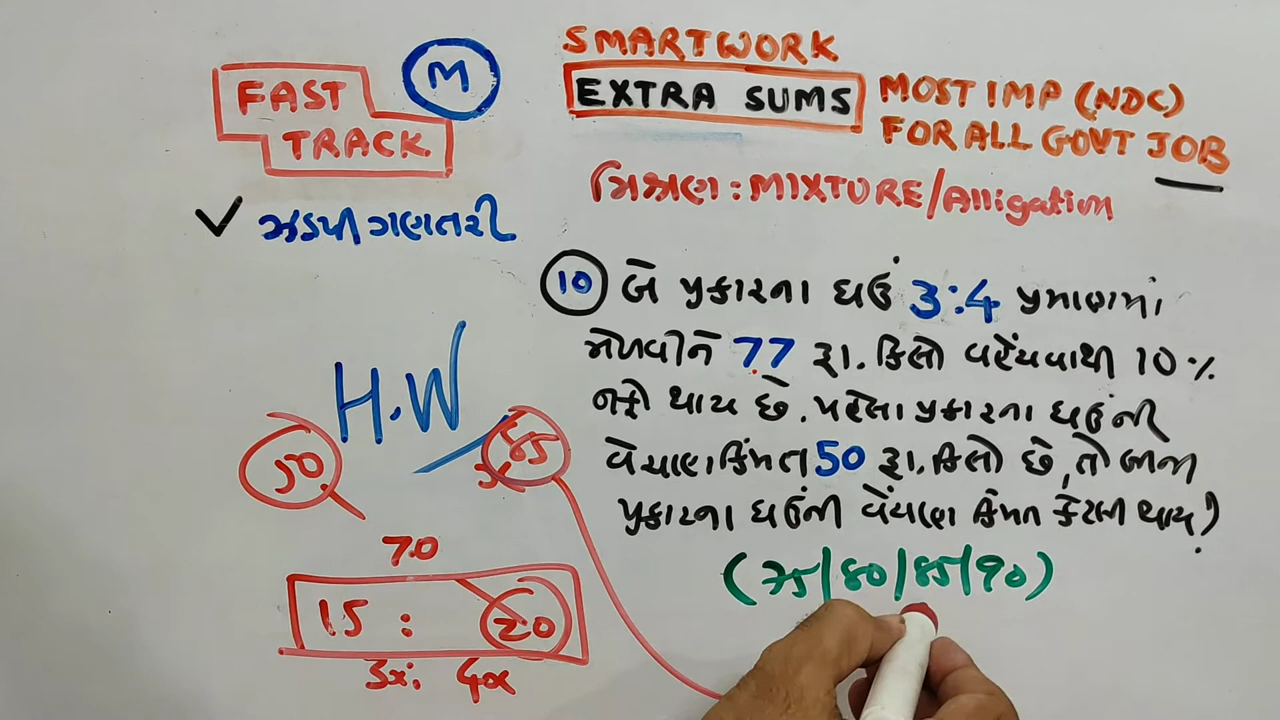 FAST
TRACK
M
ઝડપી ગણતરી
SMARTWORK
EXTRA SUMS
MOST IMP (NDC)
FOR ALL GOVT JOB
મિશ્રણ : MIXTURE/Alligation
10 બે પ્રકારના ઘઉં 3:4 પ્રમાણમાં
મેળવીને 77 રૂા. કિલો વહેંચવાથી 10%
નફો થાય છે. પહેલા પ્રકારના ઘઉંની
વેચાણ કિંમત 50 રૂા. કિલો છે, તો બીજા
પ્રકારના ઘઉંની વેંચાણ કિંમત કેટલી થાય?
(75/80/85/90)
H.W
50
85
70
15 : 20
3x : 4x